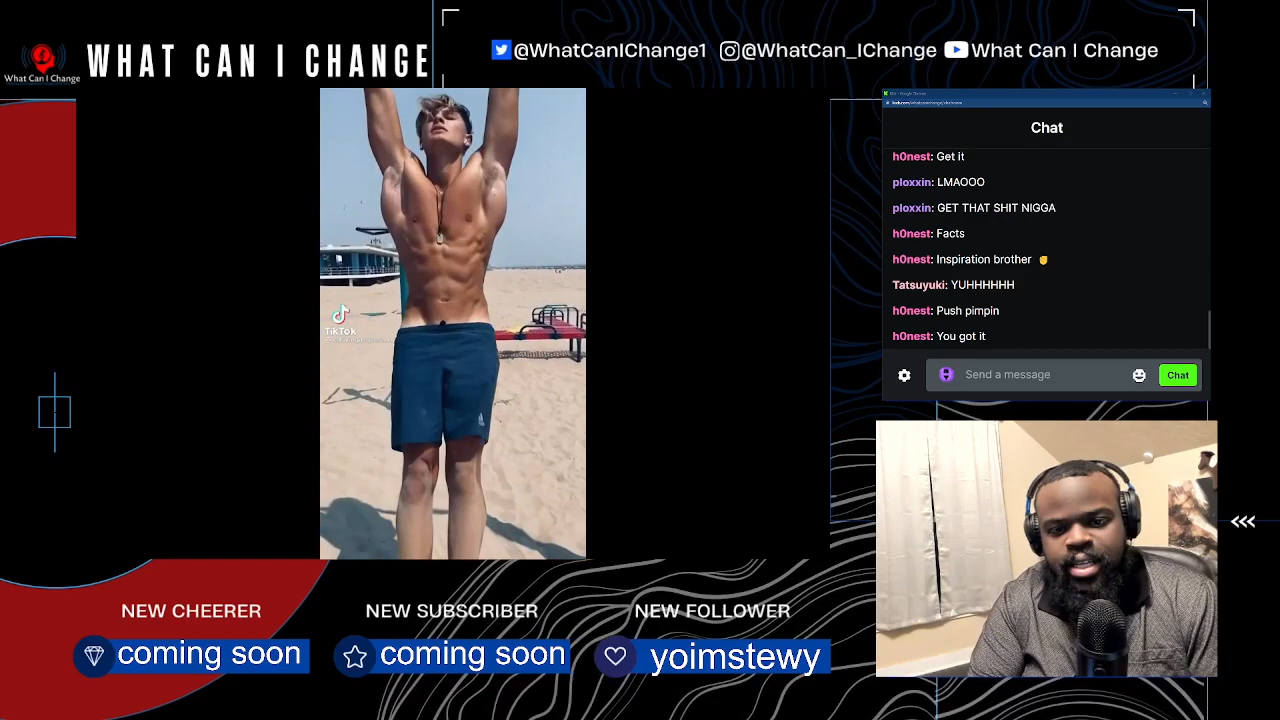 What Can I Change
WHAT CAN I CHANGE
@WhatCanIChange1 @WhatCan_IChange What Can I Change
Chat
h0nest: Get it
ploxxin: LMAOOO
ploxxin: GET THAT SHIT NIGGA
h0nest: Facts
h0nest: Inspiration brother
Tatsuyuki: YUHHHHHH
h0nest: Push pimpin
h0nest: You got it
Send a message
Chat
TikTok
NEW CHEERER
NEW SUBSCRIBER
NEW FOLLOWER
coming soon
coming soon
yoimstewy